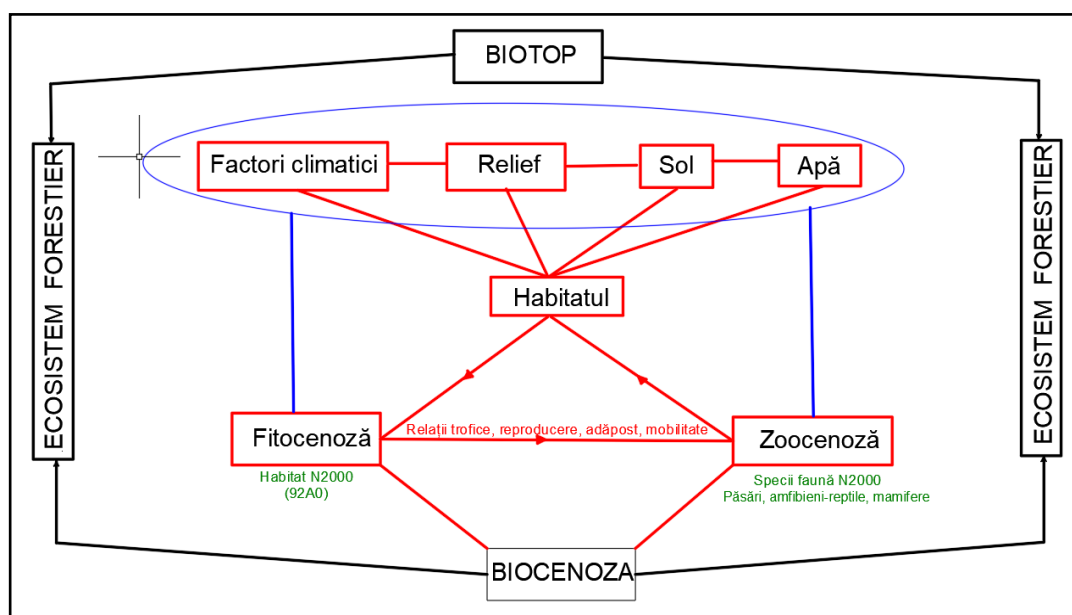 BIOTOP
ECOSISTEM FORESTIER
Factori climatici
Relief
Sol
Apă
ECOSISTEM FORESTIER
Habitatul
Fitocenoză
Relații trofice, reproducere, adăpost, mobilitate
Zoocenoză
Habitat N2000
(92A0)
Specii faună N2000
Păsări, amfibieni-reptile, mamifere
BIOCENOZA